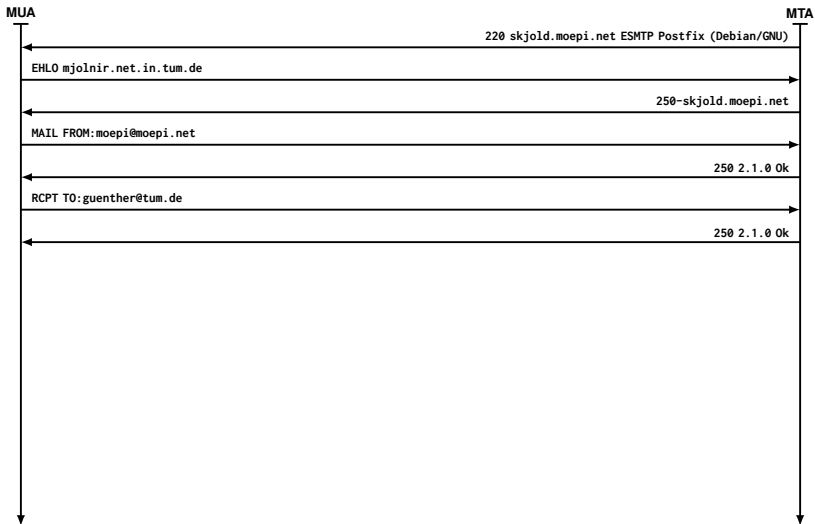 MUA
MTA
220 skjold.moepi.net ESMTP Postfix (Debian/GNU)
EHLO mjolnir.net.in.tum.de
250-skjold.moepi.net
MAIL FROM:moepi@moepi.net
250 2.1.0 Ok
RCPT TO:guenther@tum.de
250 2.1.0 Ok